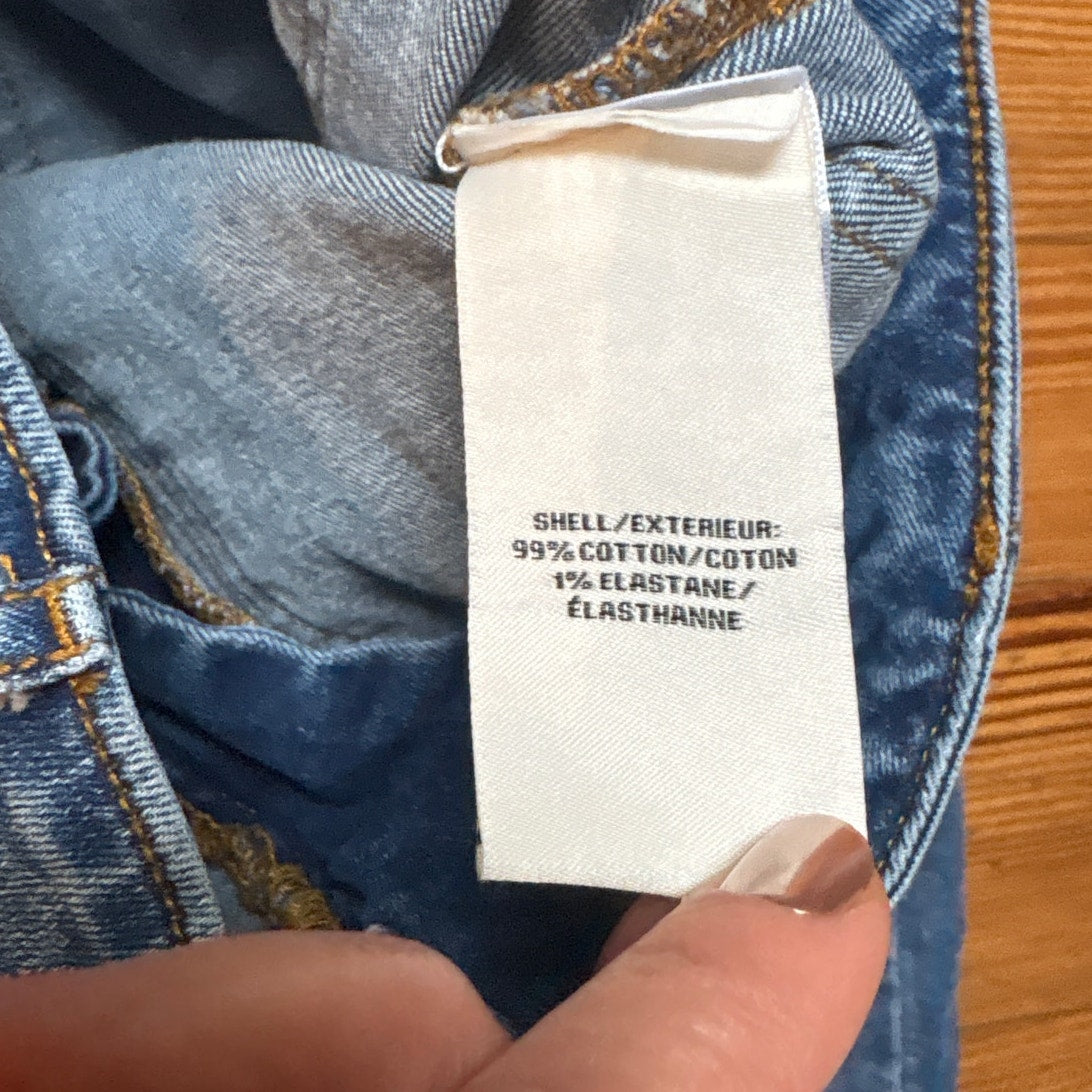 SHELL/EXTERIEUR:
99% COTTON/COTON
1% ELASTANE/
ÉLASTHANNE